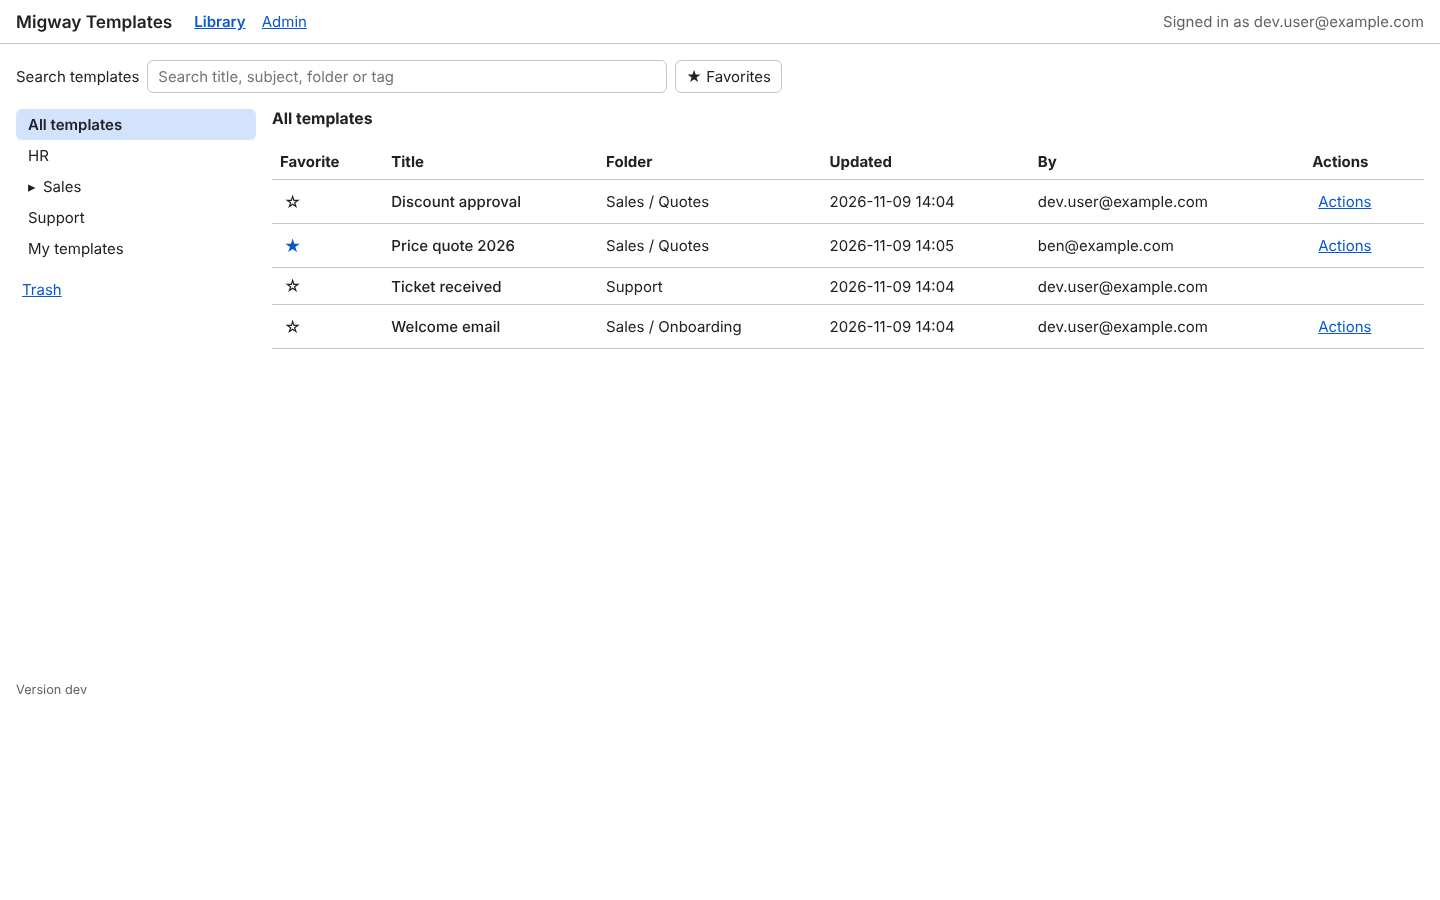 Migway Templates Library Admin Signed in as dev.user@example.com
Search templates Search title, subject, folder or tag ★ Favorites
All templates
HR
▸ Sales
Support
My templates
Trash
All templates
Favorite Title Folder Updated By Actions
☆ Discount approval Sales / Quotes 2026-11-09 14:04 dev.user@example.com Actions
★ Price quote 2026 Sales / Quotes 2026-11-09 14:05 ben@example.com Actions
☆ Ticket received Support 2026-11-09 14:04 dev.user@example.com
☆ Welcome email Sales / Onboarding 2026-11-09 14:04 dev.user@example.com Actions
Version dev